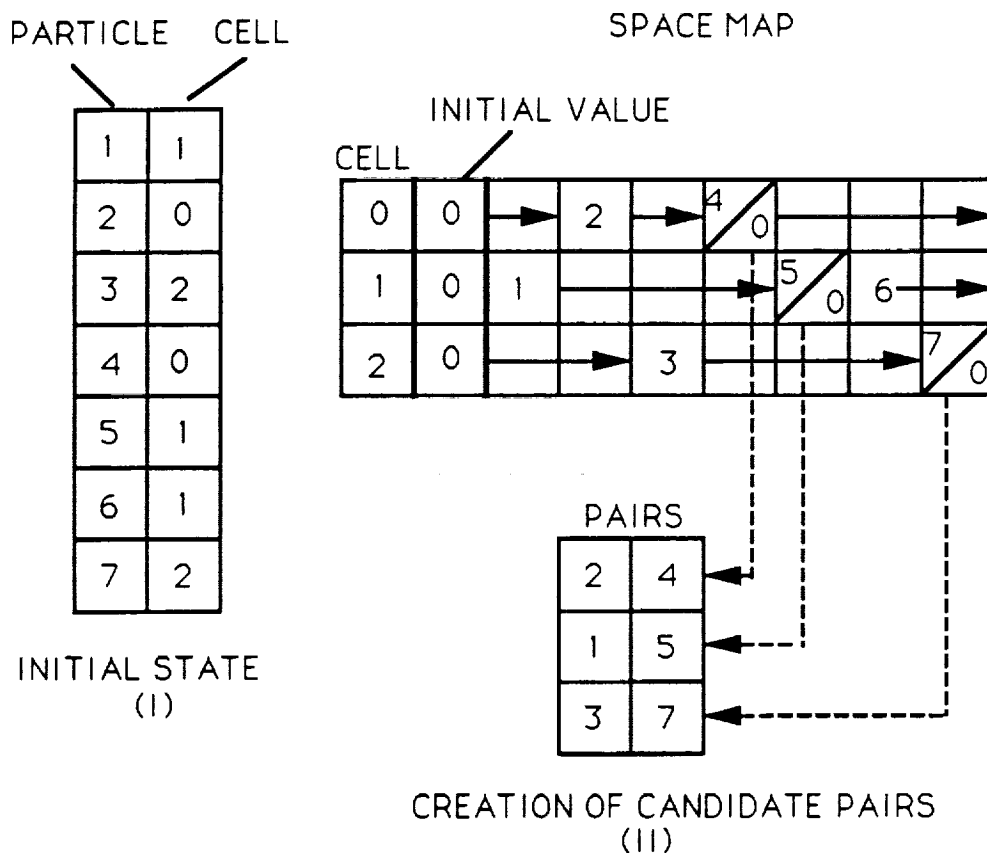 PARTICLE CELL
1 1
2 0
3 2
4 0
5 1
6 1
7 2
INITIAL STATE
(I)
SPACE MAP
INITIAL VALUE
CELL
0 0 2 4 0
1 0 1 5 0 6
2 0 3 7 0
PAIRS
2 4
1 5
3 7
CREATION OF CANDIDATE PAIRS
(II)